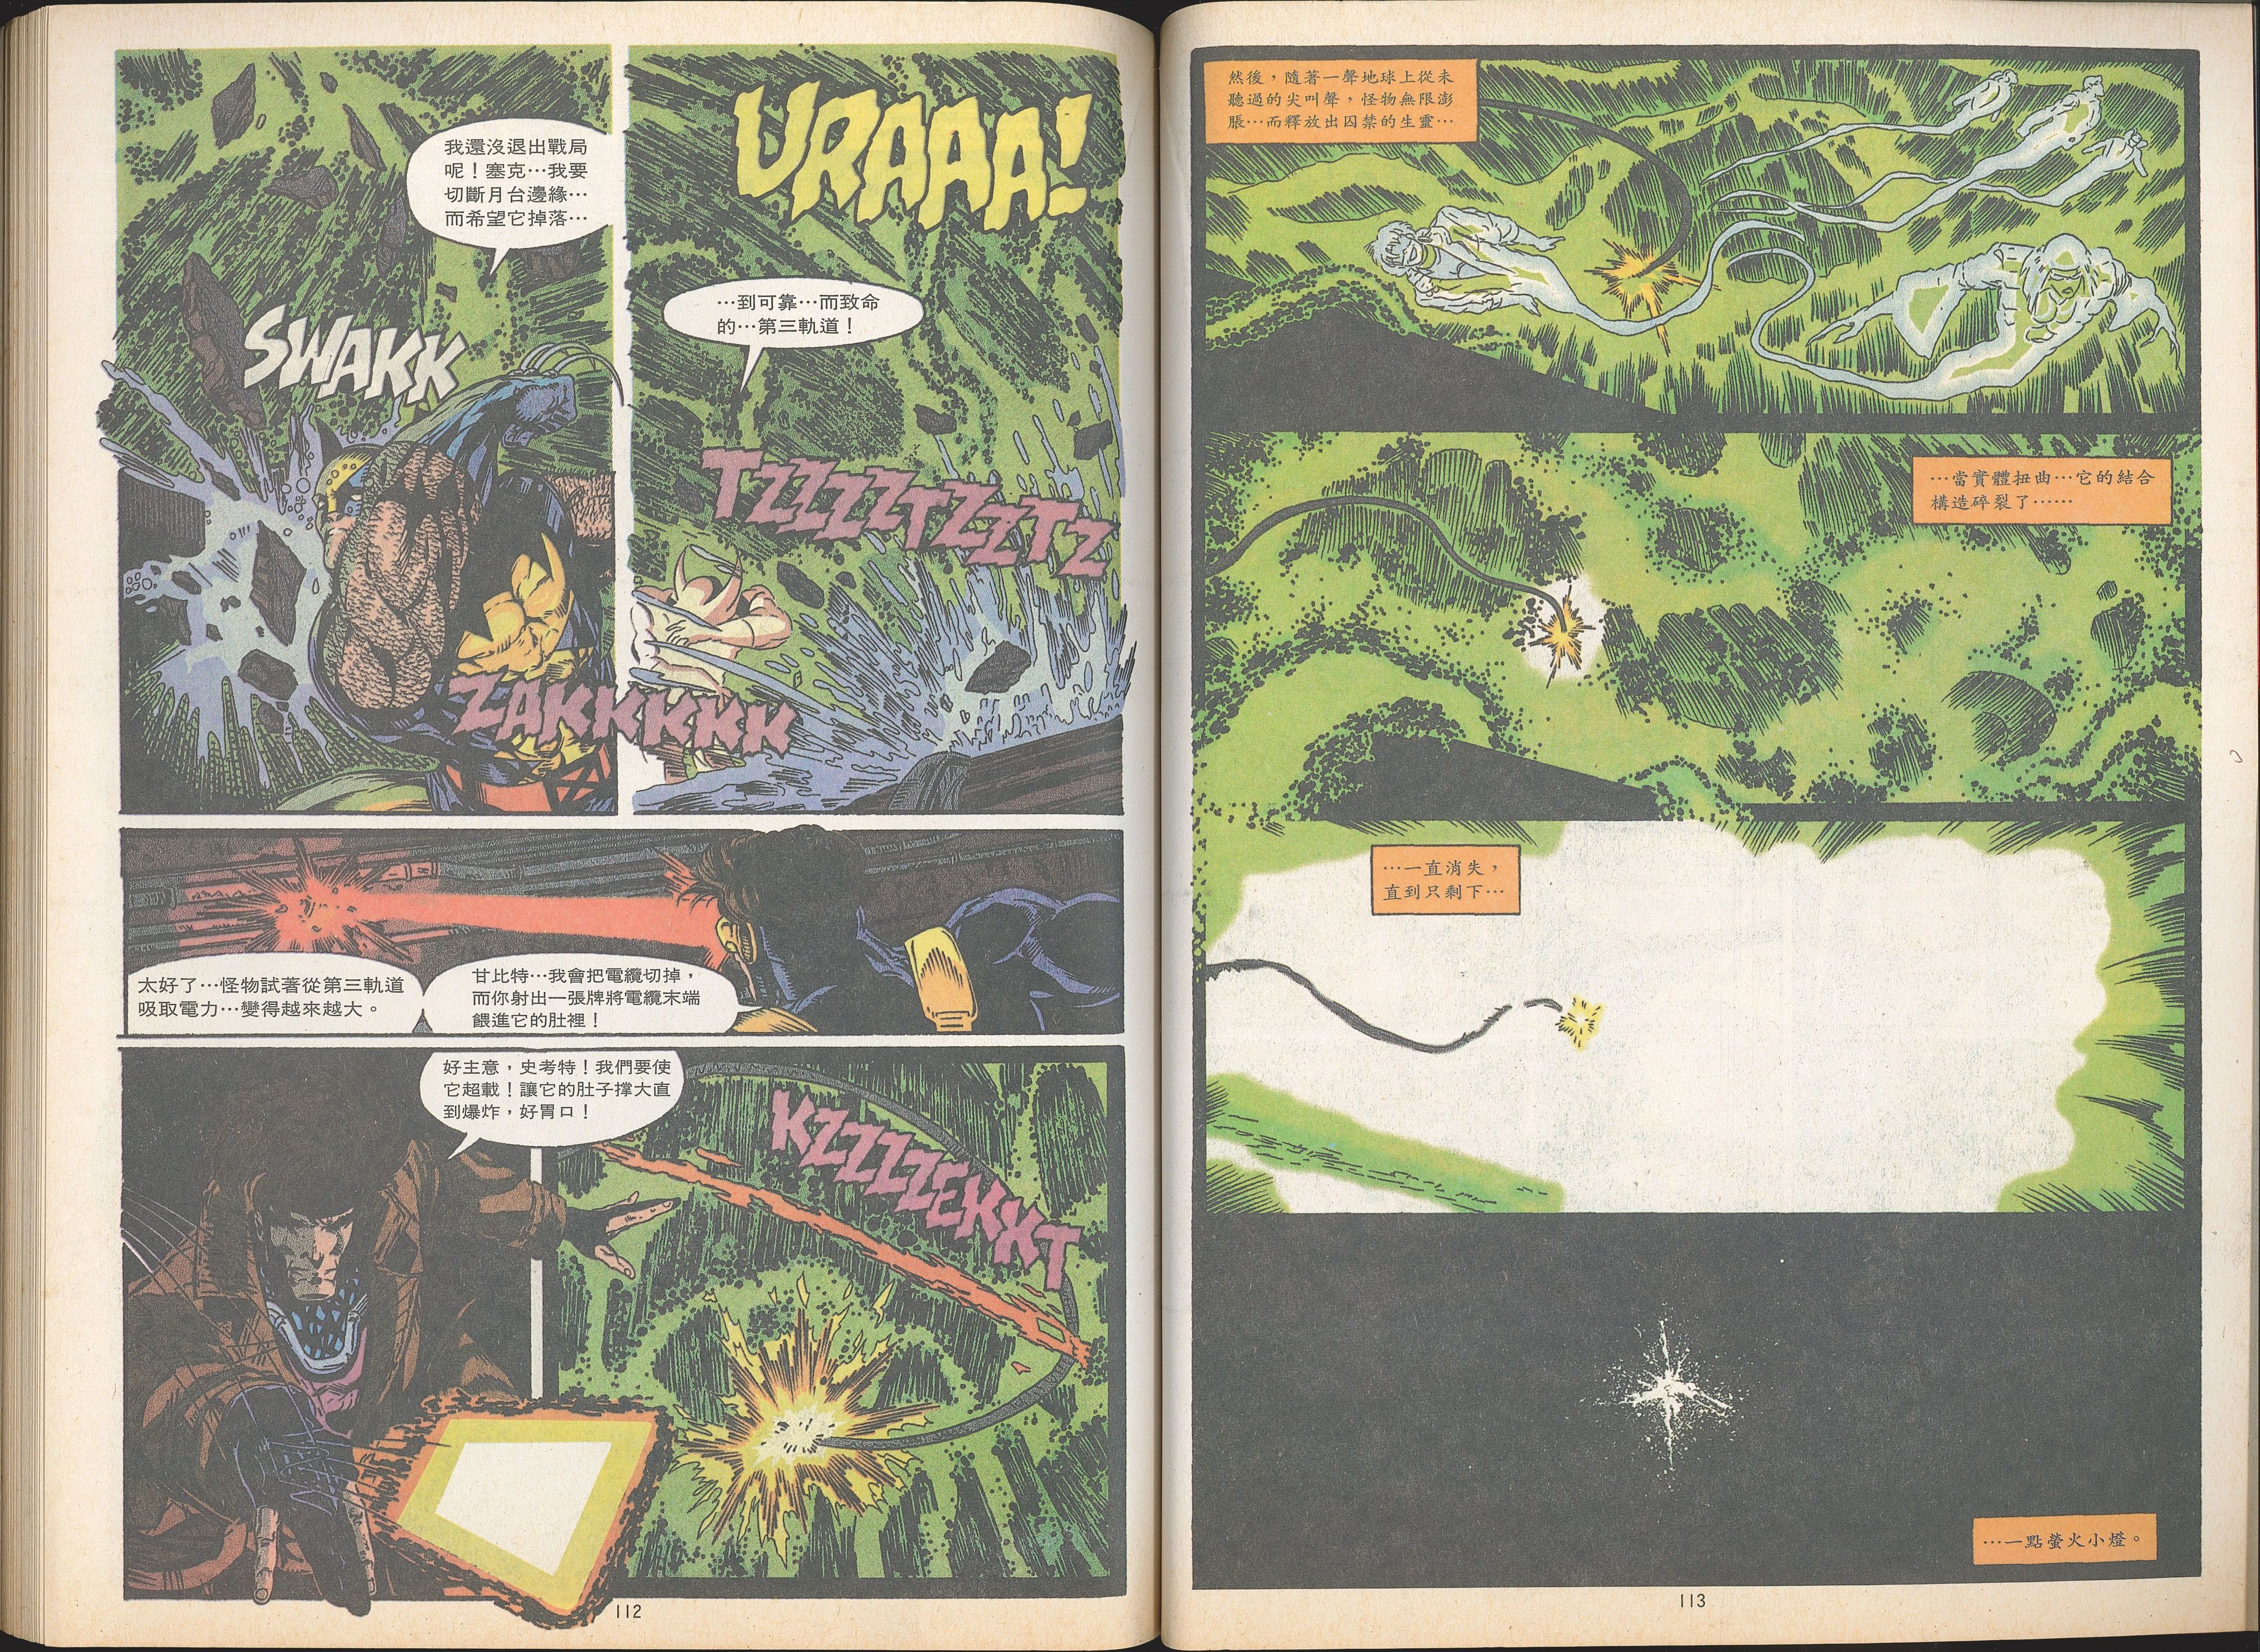 我還沒退出戰局
呢！塞克…我要
切斷月台邊緣…
而希望它掉落…
SWAKK
URAAA!
…到可靠…而致命
的…第三軌道！
TZZZZTZZTZ
ZAKKKKKK
太好了…怪物試著從第三軌道
吸取電力…變得越來越大。
甘比特…我會把電纜切掉，
而你射出一張牌將電纜末端
餵進它的肚裡！
好主意，史考特！我們要使
它超載！讓它的肚子撐大直
到爆炸，好胃口！
KZZZZEKKT
112
然後，隨著一聲地球上從未
聽過的尖叫聲，怪物無限澎
脹…而釋放出囚禁的生靈…
…當實體扭曲…它的結合
構造碎裂了……
…一直消失，
直到只剩下…
…一點螢火小燈。
113